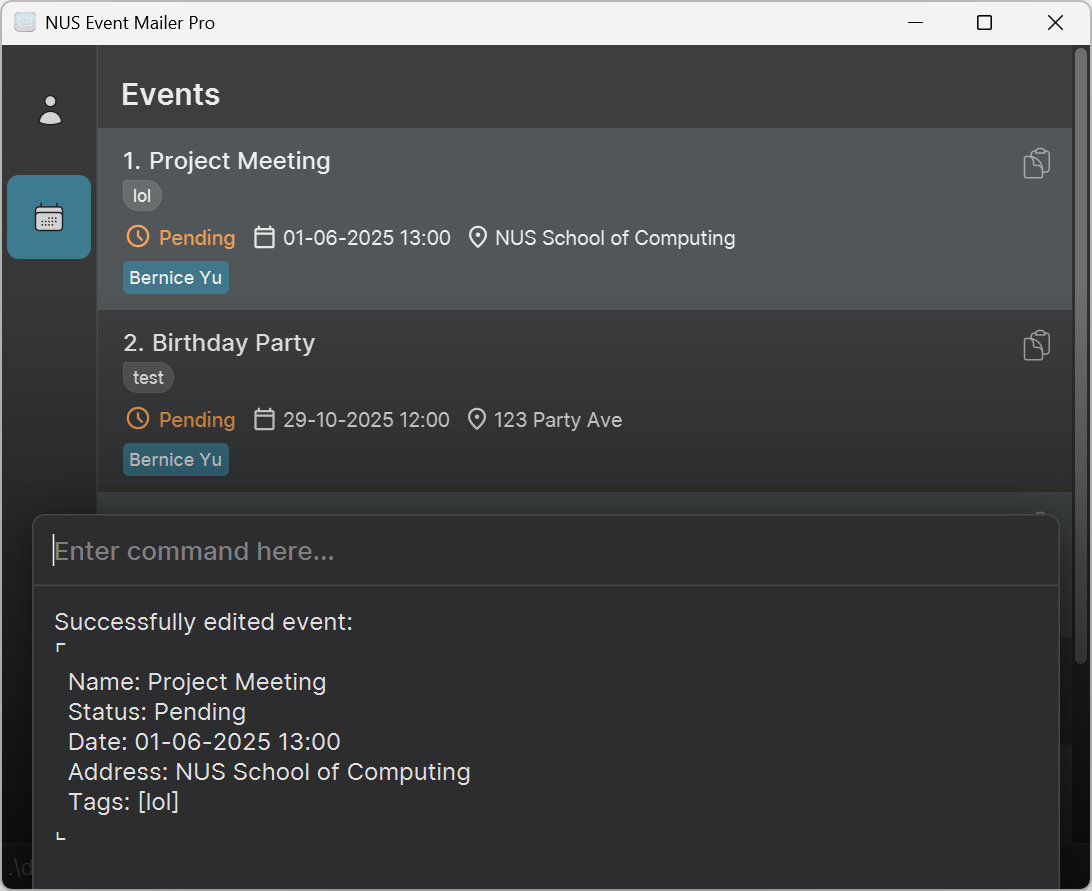 NUS Event Mailer Pro
Events
1. Project Meeting
lol
Pending 01-06-2025 13:00 NUS School of Computing
Bernice Yu
2. Birthday Party
test
Pending 29-10-2025 12:00 123 Party Ave
Bernice Yu
Enter command here...
Successfully edited event:
⌜
Name: Project Meeting
Status: Pending
Date: 01-06-2025 13:00
Address: NUS School of Computing
Tags: [lol]
⌞